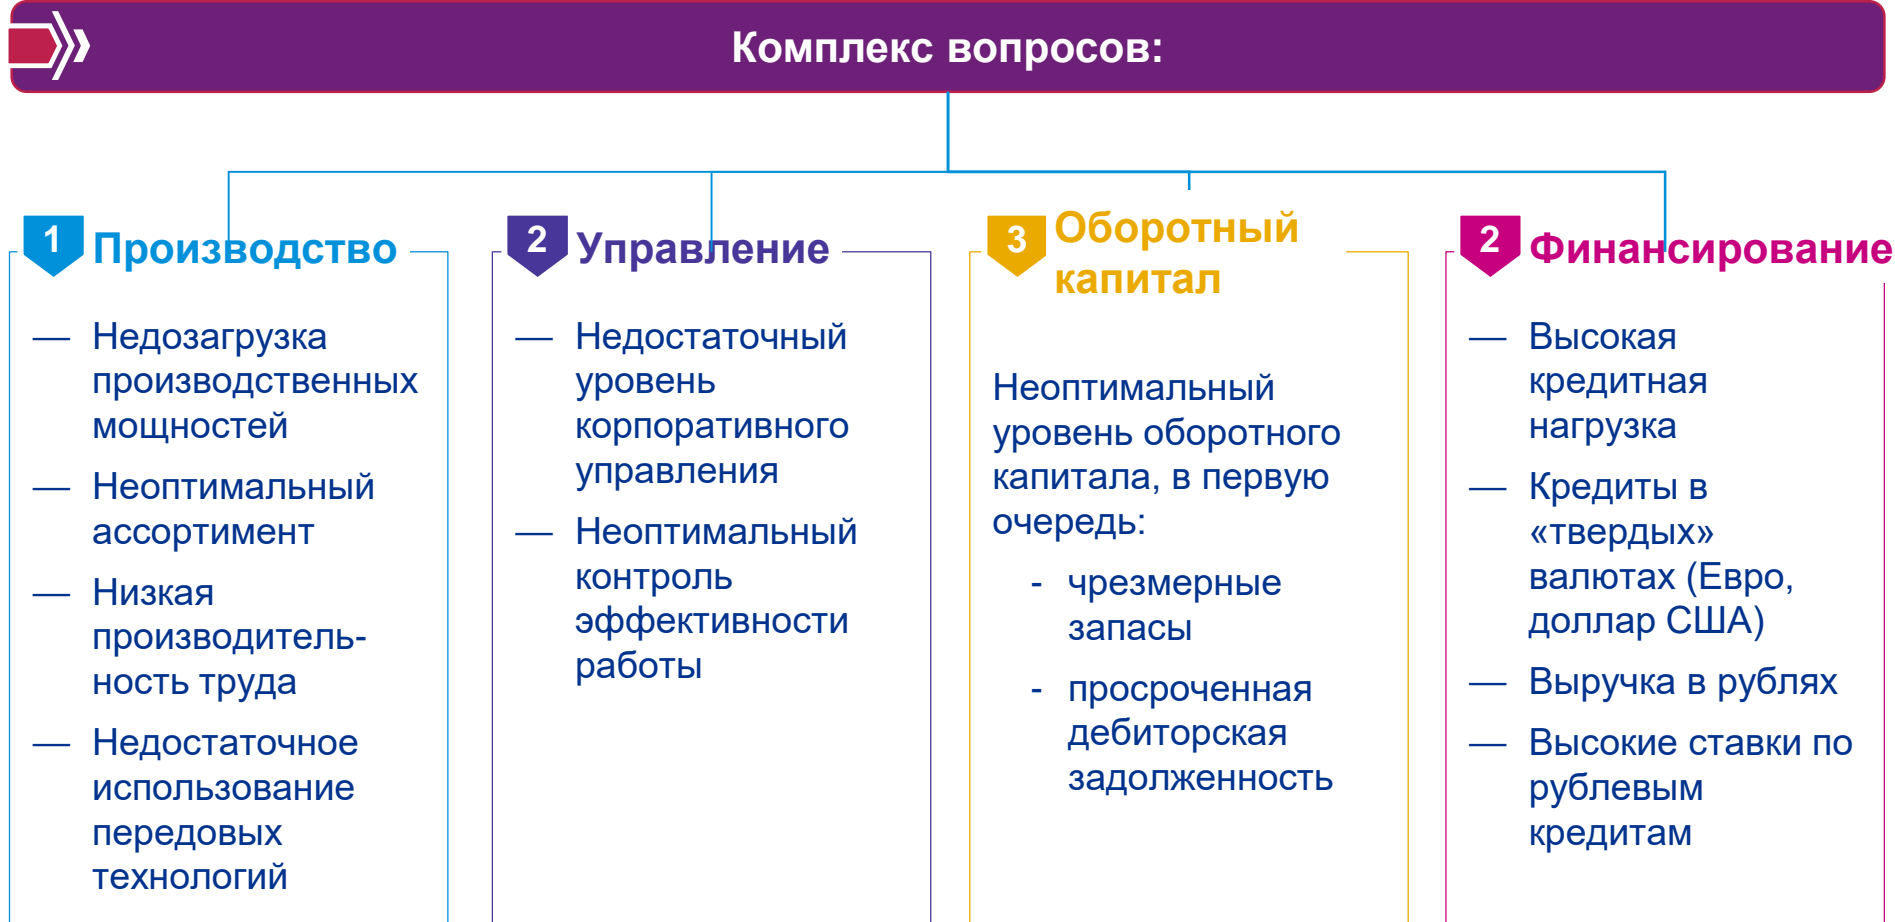 Комплекс вопросов:
1 Производство
— Недозагрузка
производственных
мощностей
— Неоптимальный
ассортимент
— Низкая
производитель-
ность труда
— Недостаточное
использование
передовых
технологий
2 Управление
— Недостаточный
уровень
корпоративного
управления
— Неоптимальный
контроль
эффективности
работы
3 Оборотный
капитал
Неоптимальный
уровень оборотного
капитала, в первую
очередь:
- чрезмерные
запасы
- просроченная
дебиторская
задолженность
2 Финансирование
— Высокая
кредитная
нагрузка
— Кредиты в
«твердых»
валютах (Евро,
доллар США)
— Выручка в рублях
— Высокие ставки по
рублевым
кредитам